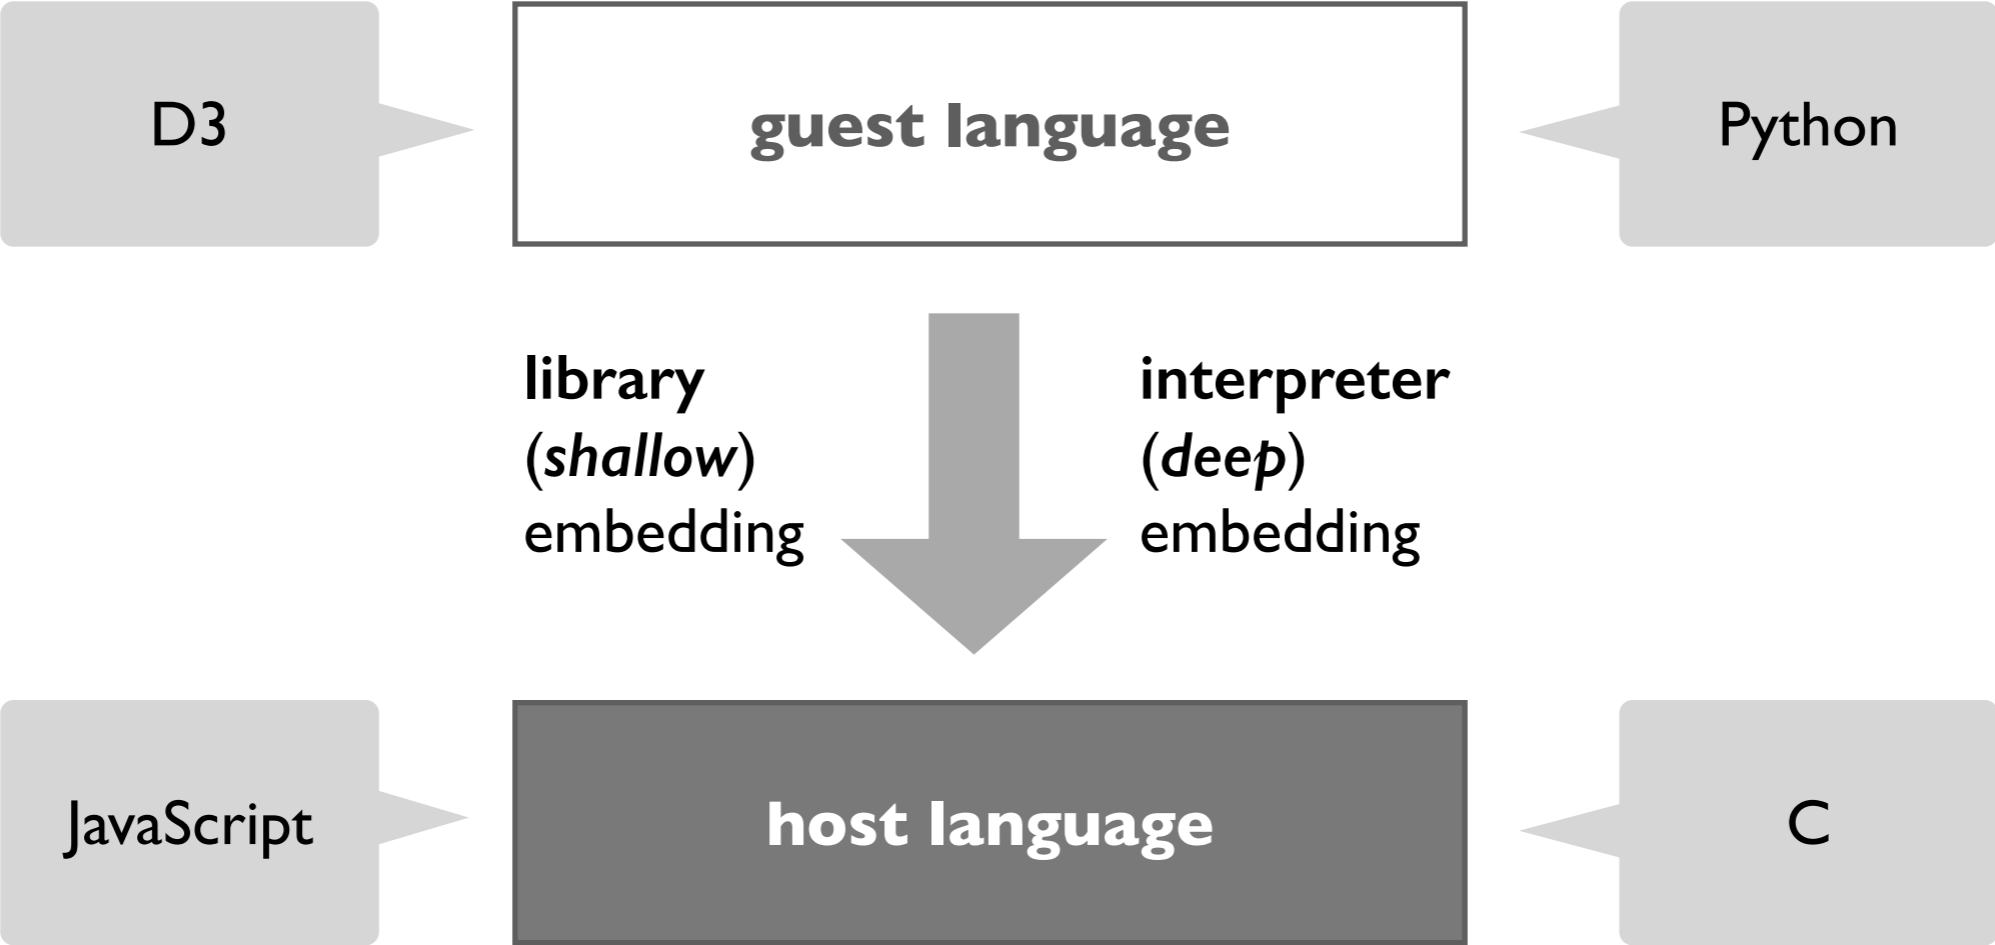 D3
guest language
Python
library
(shallow)
embedding
interpreter
(deep)
embedding
JavaScript
host language
C